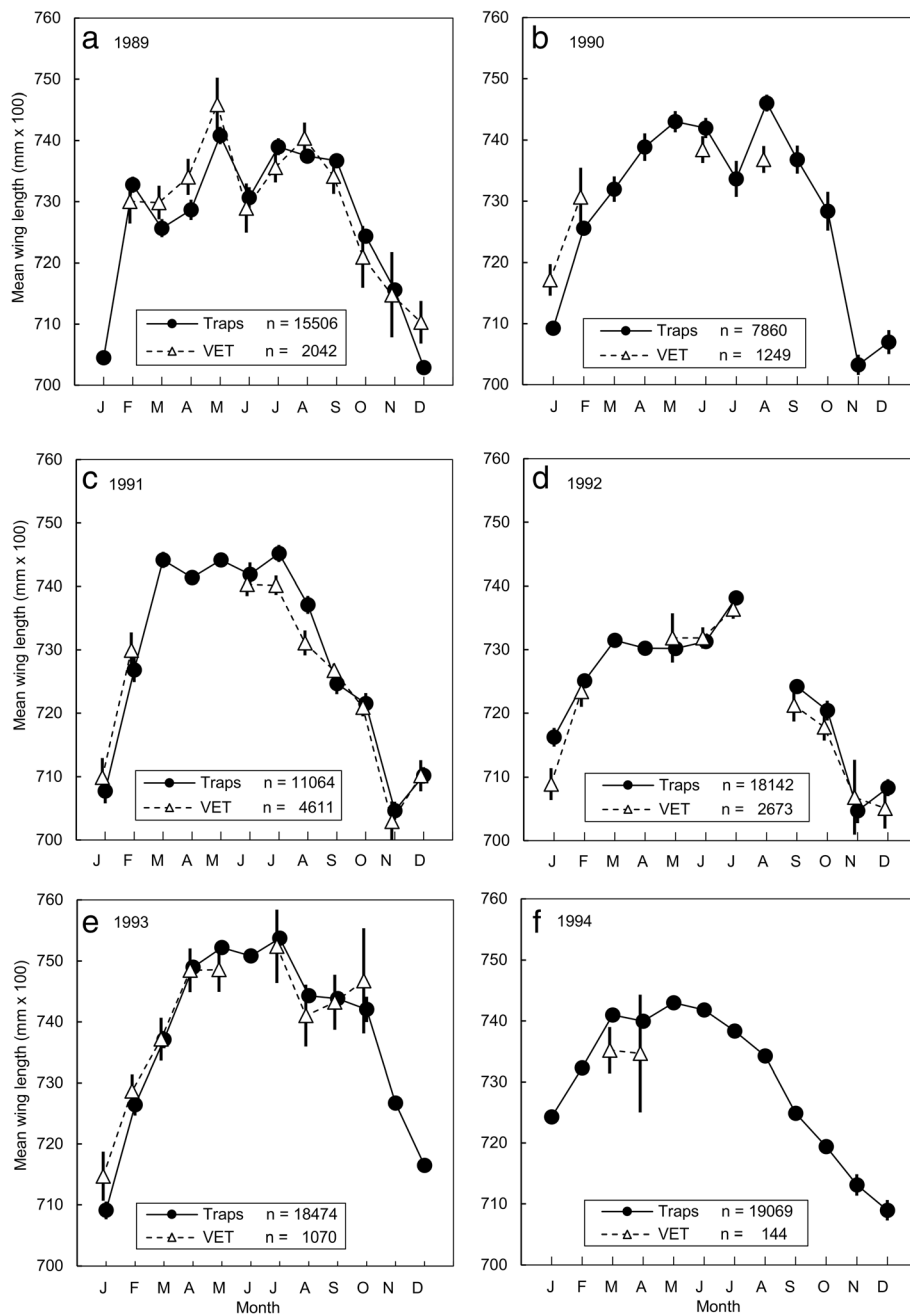 a 1989
760
750
740
730
720
710
700
Mean wing length (mm x 100)
Traps n = 15506
VET n = 2042
J F M A M J J A S O N D
b 1990
760
750
740
730
720
710
700
Traps n = 7860
VET n = 1249
J F M A M J J A S O N D
c 1991
760
750
740
730
720
710
700
Mean wing length (mm x 100)
Traps n = 11064
VET n = 4611
J F M A M J J A S O N D
d 1992
760
750
740
730
720
710
700
Traps n = 18142
VET n = 2673
J F M A M J J A S O N D
e 1993
760
750
740
730
720
710
700
Mean wing length (mm x 100)
Traps n = 18474
VET n = 1070
J F M A M J J A S O N D
Month
f 1994
760
750
740
730
720
710
700
Traps n = 19069
VET n = 144
J F M A M J J A S O N D
Month